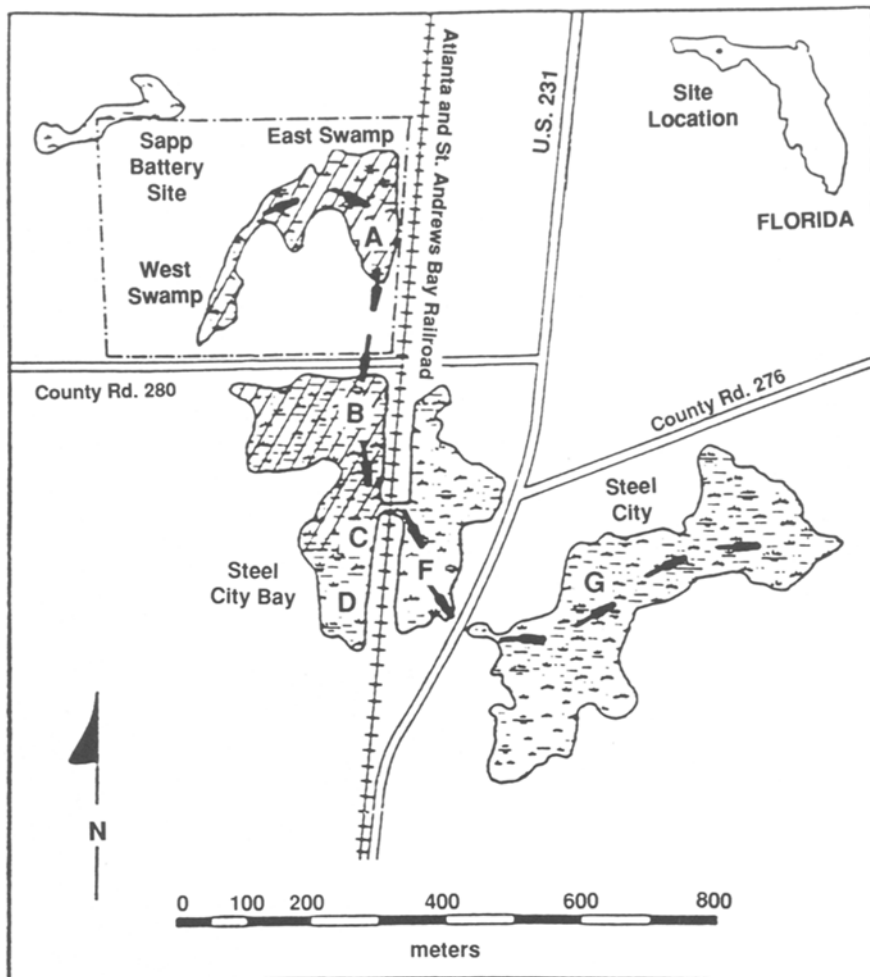 Atlanta and St. Andrews Bay Railroad
U.S. 231
Site
Location
FLORIDA
Sapp
Battery
Site
East Swamp
A
West
Swamp
County Rd. 280
County Rd. 276
B
Steel
City
C
F
G
Steel
City Bay
D
N
0 100 200 400 600 800
meters